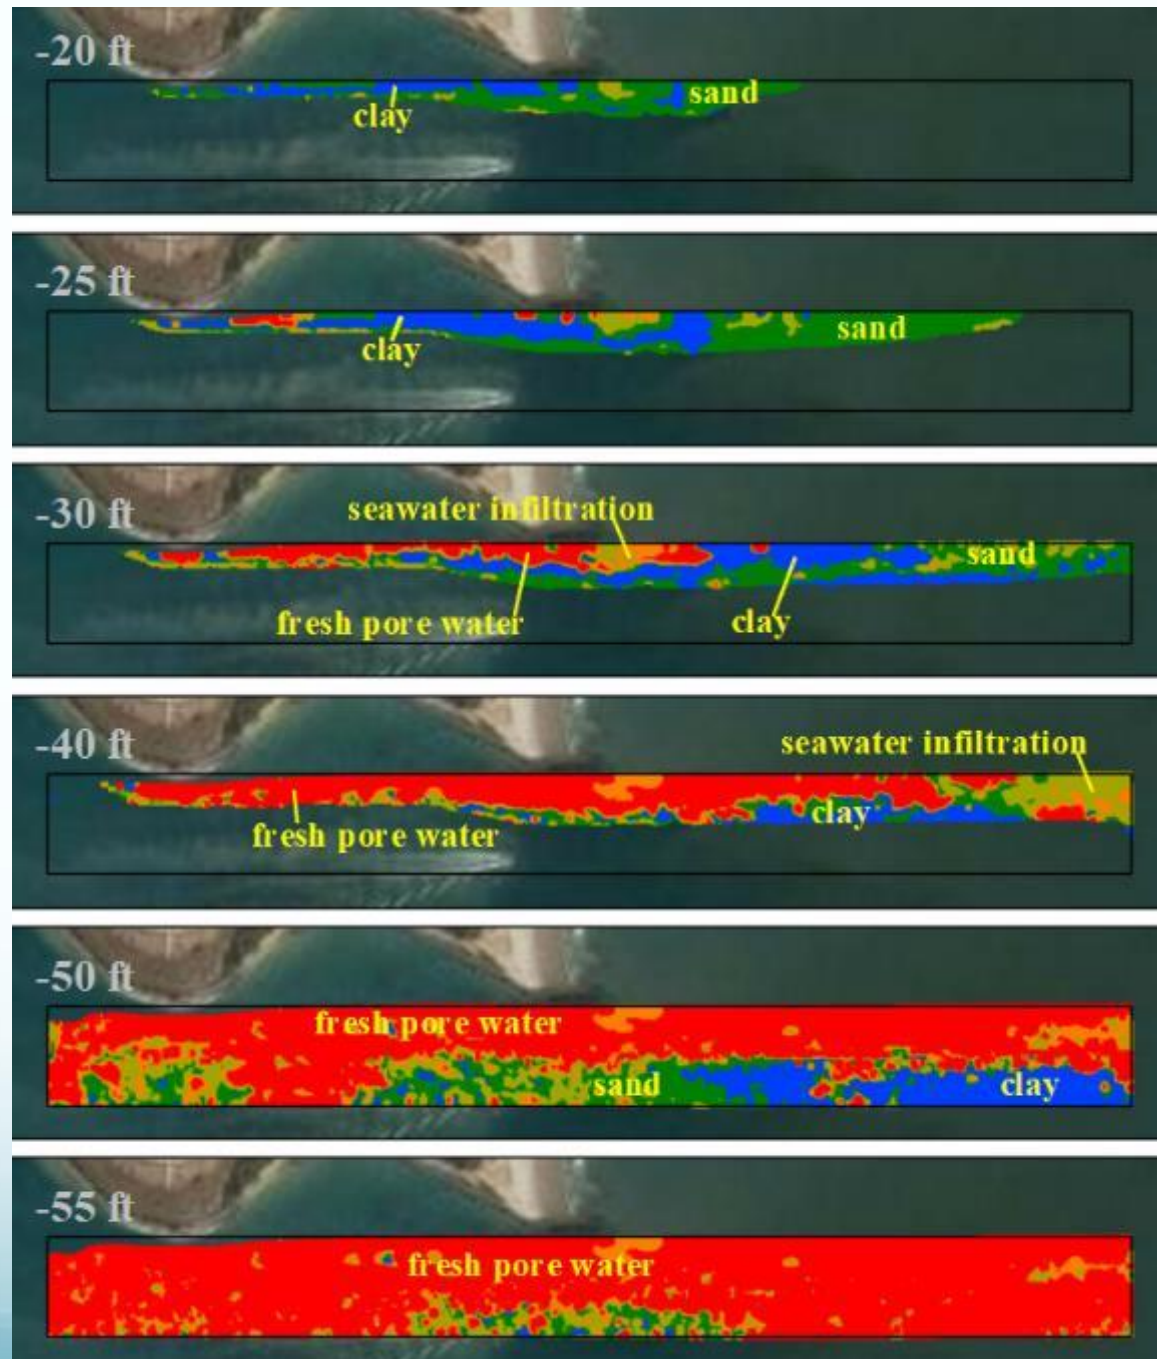 -20 ft
sand
clay
-25 ft
sand
clay
-30 ft
seawater infiltration
sand
fresh pore water
clay
-40 ft
seawater infiltration
clay
fresh pore water
-50 ft
fresh pore water
sand
clay
-55 ft
fresh pore water